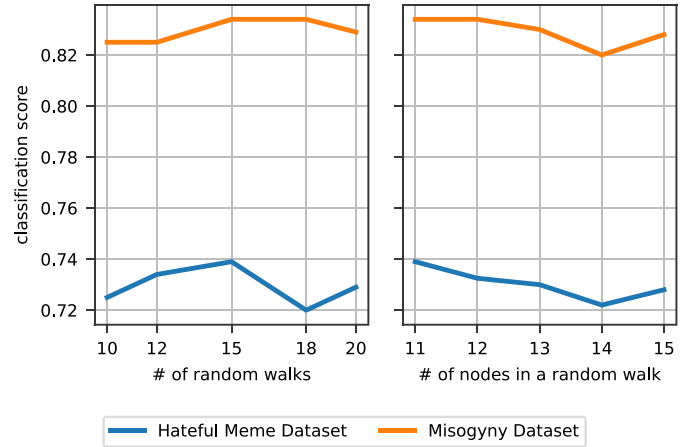 classification score
0.82
0.80
0.78
0.76
0.74
0.72
10 12 15 18 20
# of random walks
11 12 13 14 15
# of nodes in a random walk
Hateful Meme Dataset Misogyny Dataset